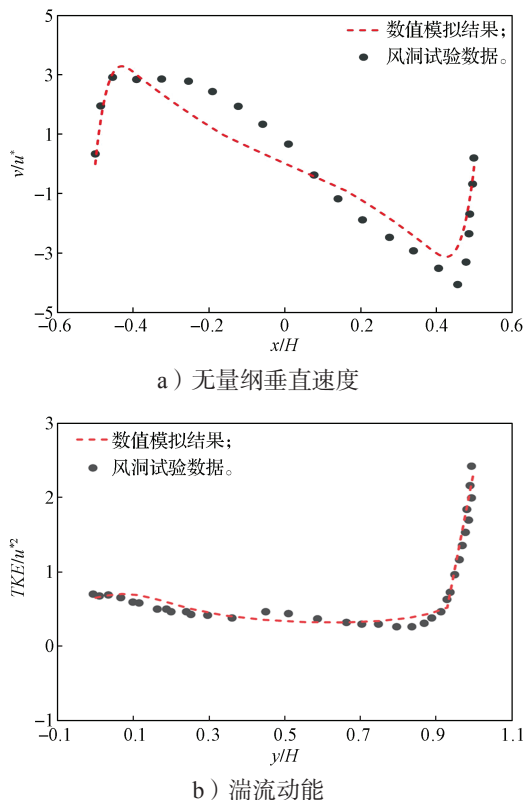 5
3
1
−1
−3
−5
v/u*
数值模拟结果；
风洞试验数据。
−0.6
−0.4
−0.2
0
0.2
0.4
0.6
x/H
a）无量纲垂直速度
3
2
1
0
−1
TKE/u*²
数值模拟结果；
风洞试验数据。
−0.1
0.1
0.3
0.5
0.7
0.9
1.1
y/H
b）湍流动能